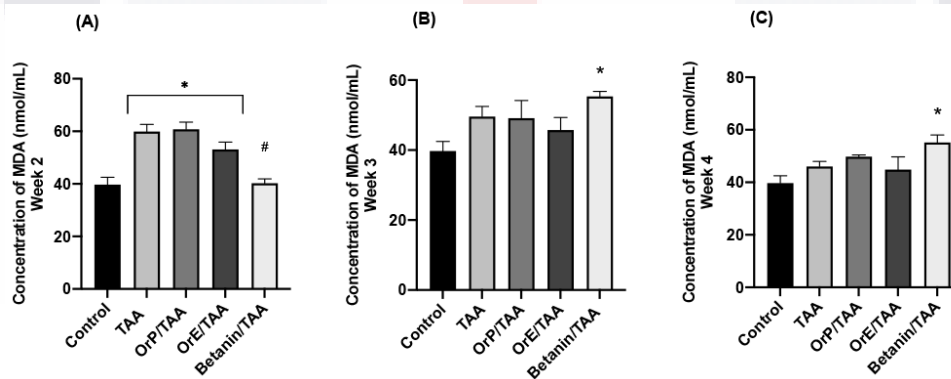 (A)
Concentration of MDA (nmol/mL)
Week 2
80
60
40
20
0
*
#
Control
TAA
OrP/TAA
OrE/TAA
Betanin/TAA
(B)
Concentration of MDA (nmol/mL)
Week 3
60
40
20
0
*
Control
TAA
OrP/TAA
OrE/TAA
Betanin/TAA
(C)
Concentration of MDA (nmol/mL)
Week 4
80
60
40
20
0
*
Control
TAA
OrP/TAA
OrE/TAA
Betanin/TAA